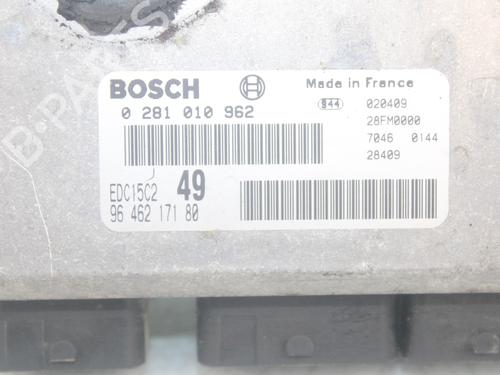 BOSCH
Made in France
0 281 010 962
S44 020409
28FM0000
7046 0144
28409
EDC15C2 49
96 462 171 80
B-PARTS